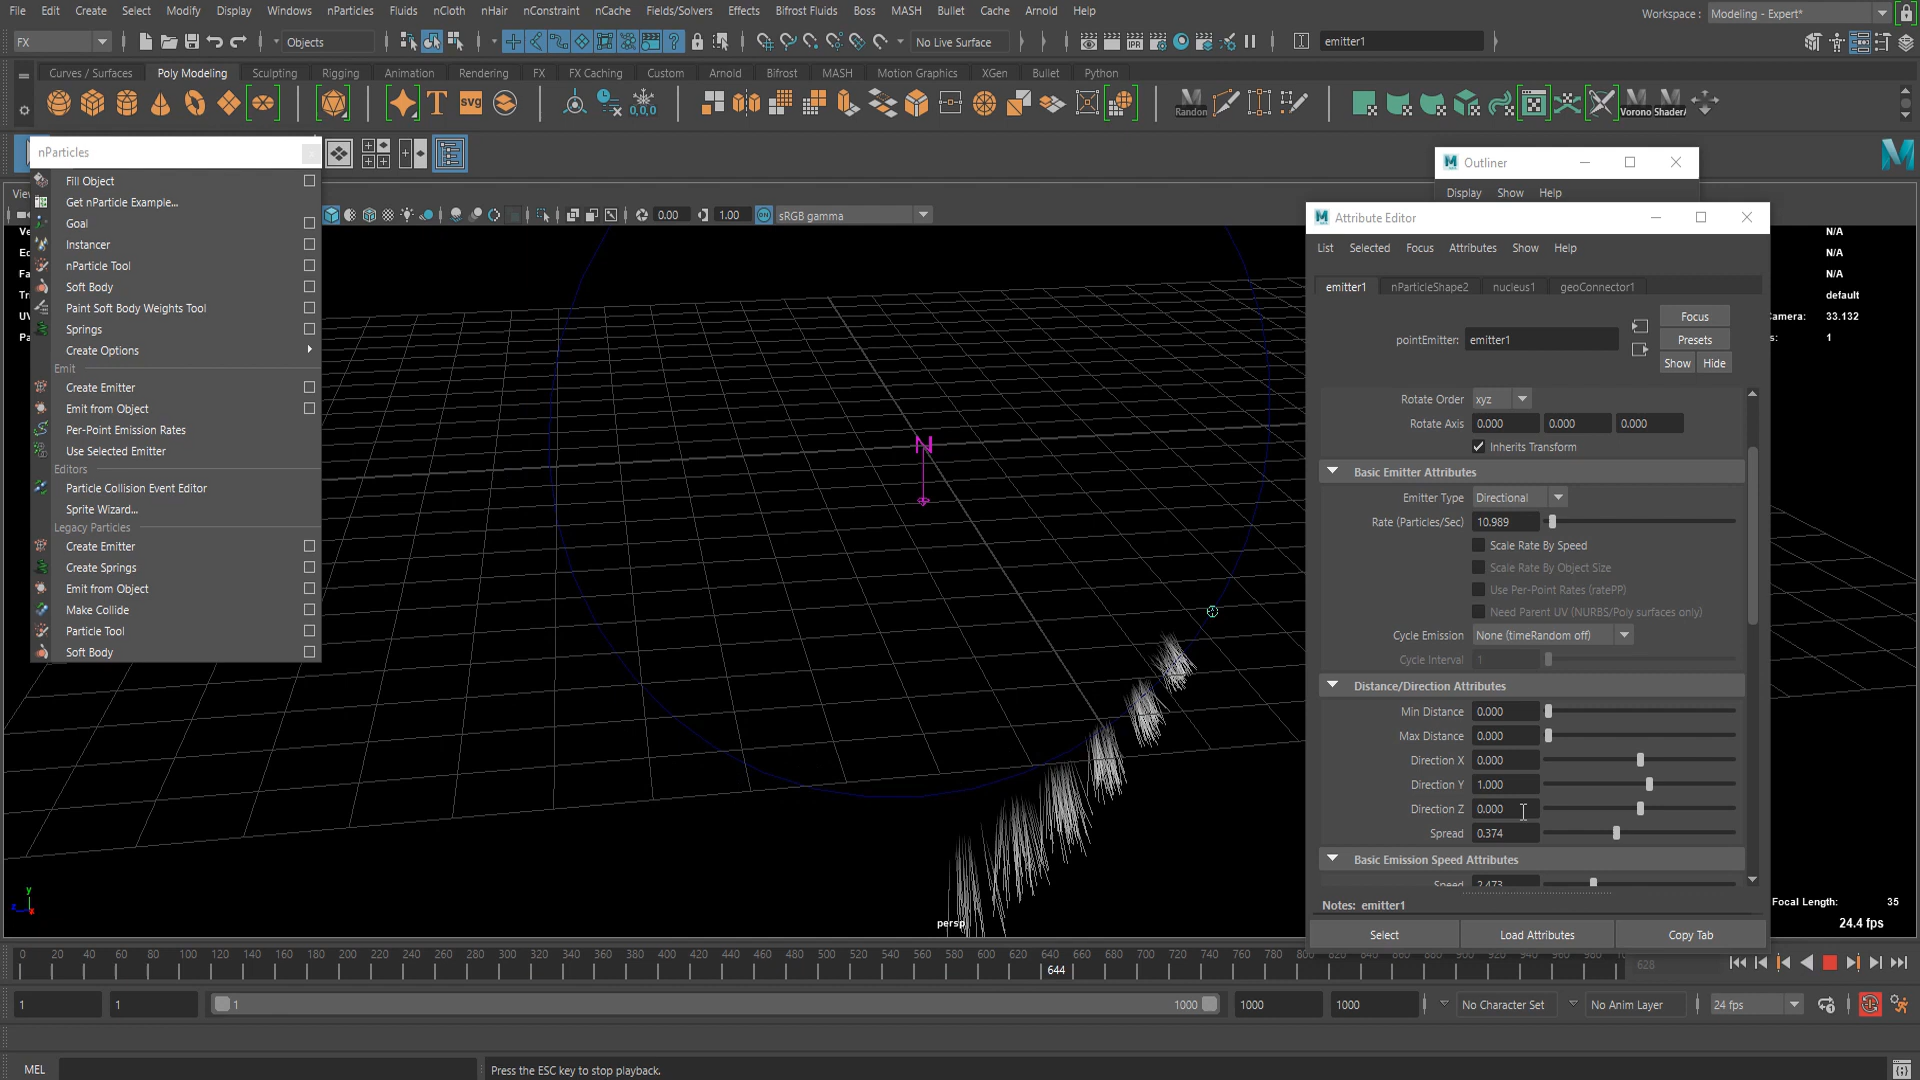 File Edit Create Select Modify Display Windows nParticles Fluids nCloth nHair nConstraint nCache Fields/Solvers Effects Bifrost Fluids Boss MASH Bullet Cache Arnold Help
Workspace : Modeling - Expert*
FX
Objects
No Live Surface
emitter1
Curves / Surfaces Poly Modeling Sculpting Rigging Animation Rendering FX FX Caching Custom Arnold Bifrost MASH Motion Graphics XGen Bullet Python
T SVG 0,0,0 Randon Vorono Shader/
nParticles
Fill Object
Get nParticle Example...
Goal
Instancer
nParticle Tool
Soft Body
Paint Soft Body Weights Tool
Springs
Create Options
Emit
Create Emitter
Emit from Object
Per-Point Emission Rates
Use Selected Emitter
Editors
Particle Collision Event Editor
Sprite Wizard...
Legacy Particles
Create Emitter
Create Springs
Emit from Object
Make Collide
Particle Tool
Soft Body
0.00 1.00 ON sRGB gamma
Outliner
Display Show Help
Attribute Editor
List Selected Focus Attributes Show Help
emitter1 nParticleShape2 nucleus1 geoConnector1
pointEmitter: emitter1
Focus
Presets
Show Hide
Rotate Order xyz
Rotate Axis 0.000 0.000 0.000
Inherits Transform
Basic Emitter Attributes
Emitter Type Directional
Rate (Particles/Sec) 10.989
Scale Rate By Speed
Scale Rate By Object Size
Use Per-Point Rates (ratePP)
Need Parent UV (NURBS/Poly surfaces only)
Cycle Emission None (timeRandom off)
Cycle Interval 1
Distance/Direction Attributes
Min Distance 0.000
Max Distance 0.000
Direction X 0.000
Direction Y 1.000
Direction Z 0.000
Spread 0.374
Basic Emission Speed Attributes
Speed 2.473
Notes: emitter1
Select Load Attributes Copy Tab
N/A
N/A
N/A
default
33.132
1
N
y
persp
Focal Length: 35
24.4 fps
0 20 40 60 80 100 120 140 160 180 200 220 240 260 280 300 320 340 360 380 400 420 440 460 480 500 520 540 560 580 600 620 640 660 680 700 720 740 760 780
644
628
1 1 1 1000 1000 1000 No Character Set No Anim Layer 24 fps
MEL
Press the ESC key to stop playback.